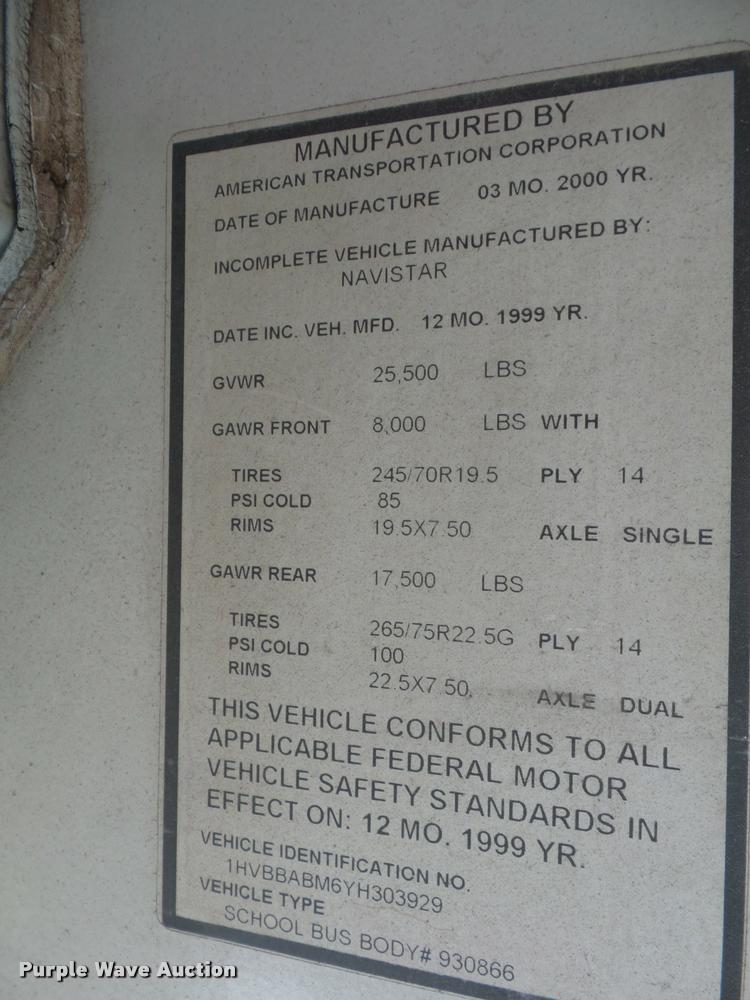 MANUFACTURED BY
AMERICAN TRANSPORTATION CORPORATION
DATE OF MANUFACTURE 03 MO. 2000 YR.
INCOMPLETE VEHICLE MANUFACTURED BY:
NAVISTAR
DATE INC. VEH. MFD. 12 MO. 1999 YR.
GVWR 25,500 LBS
GAWR FRONT 8,000 LBS WITH
TIRES 245/70R19.5 PLY 14
PSI COLD 85
RIMS 19.5X7.50 AXLE SINGLE
GAWR REAR 17,500 LBS
TIRES 265/75R22.5G PLY 14
PSI COLD 100
RIMS 22.5X7.50. AXLE DUAL
THIS VEHICLE CONFORMS TO ALL
APPLICABLE FEDERAL MOTOR
VEHICLE SAFETY STANDARDS IN
EFFECT ON: 12 MO. 1999 YR.
VEHICLE IDENTIFICATION NO.
1HVBBABM6YH303929
VEHICLE TYPE
SCHOOL BUS BODY# 930866
Purple Wave Auction